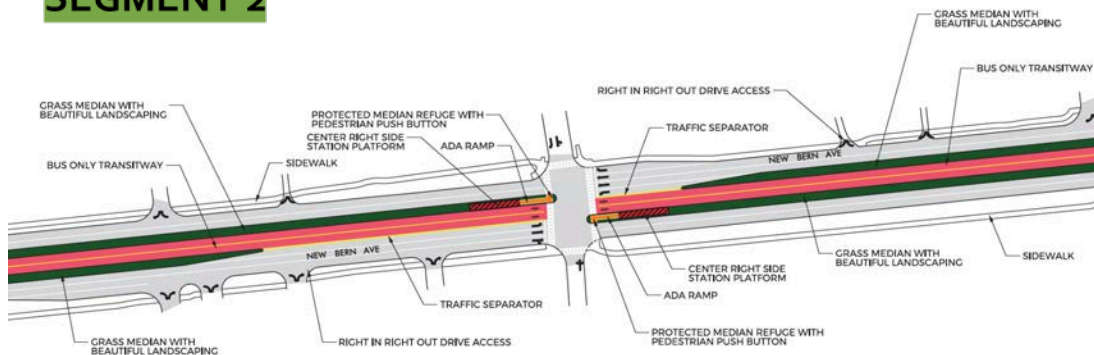 SEGMENT 2
GRASS MEDIAN WITH
BEAUTIFUL LANDSCAPING
BUS ONLY TRANSITWAY
RIGHT IN RIGHT OUT DRIVE ACCESS
GRASS MEDIAN WITH
BEAUTIFUL LANDSCAPING
PROTECTED MEDIAN REFUGE WITH
PEDESTRIAN PUSH BUTTON
CENTER RIGHT SIDE
STATION PLATFORM
TRAFFIC SEPARATOR
ADA RAMP
BUS ONLY TRANSITWAY
SIDEWALK
NEW BERN AVE
NEW BERN AVE
GRASS MEDIAN WITH
BEAUTIFUL LANDSCAPING
SIDEWALK
CENTER RIGHT SIDE
STATION PLATFORM
ADA RAMP
TRAFFIC SEPARATOR
PROTECTED MEDIAN REFUGE WITH
PEDESTRIAN PUSH BUTTON
GRASS MEDIAN WITH
BEAUTIFUL LANDSCAPING
RIGHT IN RIGHT OUT DRIVE ACCESS